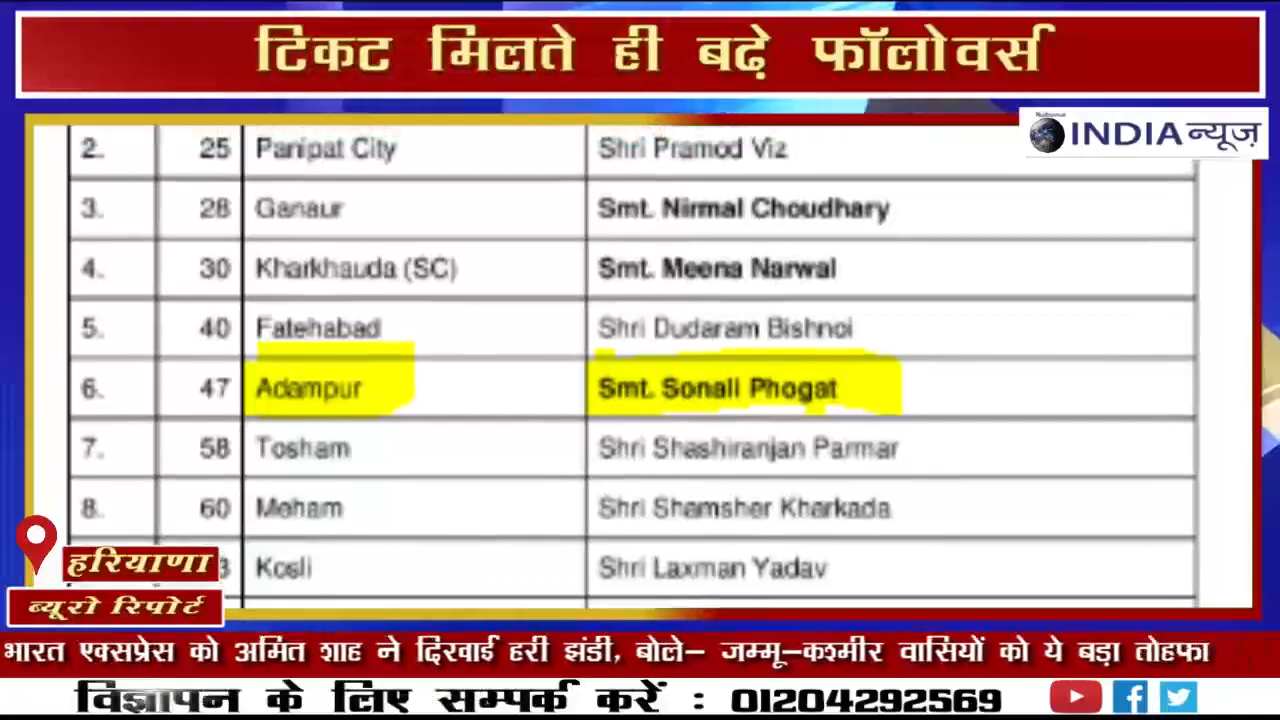 टिकट मिलते ही बढ़े फॉलोवर्स
National
INDIA न्यूज़
2. 25 Panipat City Shri Pramod Viz
3. 28 Ganaur Smt. Nirmal Choudhary
4. 30 Kharkhauda (SC) Smt. Meena Narwal
5. 40 Fatehabad Shri Dudaram Bishnoi
6. 47 Adampur Smt. Sonali Phogat
7. 58 Tosham Shri Shashiranjan Parmar
8. 60 Meham Shri Shamsher Kharkada
3 Kosli Shri Laxman Yadav
हरियाणा
ब्यूरो रिपोर्ट
भारत एक्सप्रेस को अमित शाह ने दिखाई हरी झंडी, बोले- जम्मू-कश्मीर वासियों को ये बड़ा तोहफा
विज्ञापन के लिए सम्पर्क करें : 01204292569